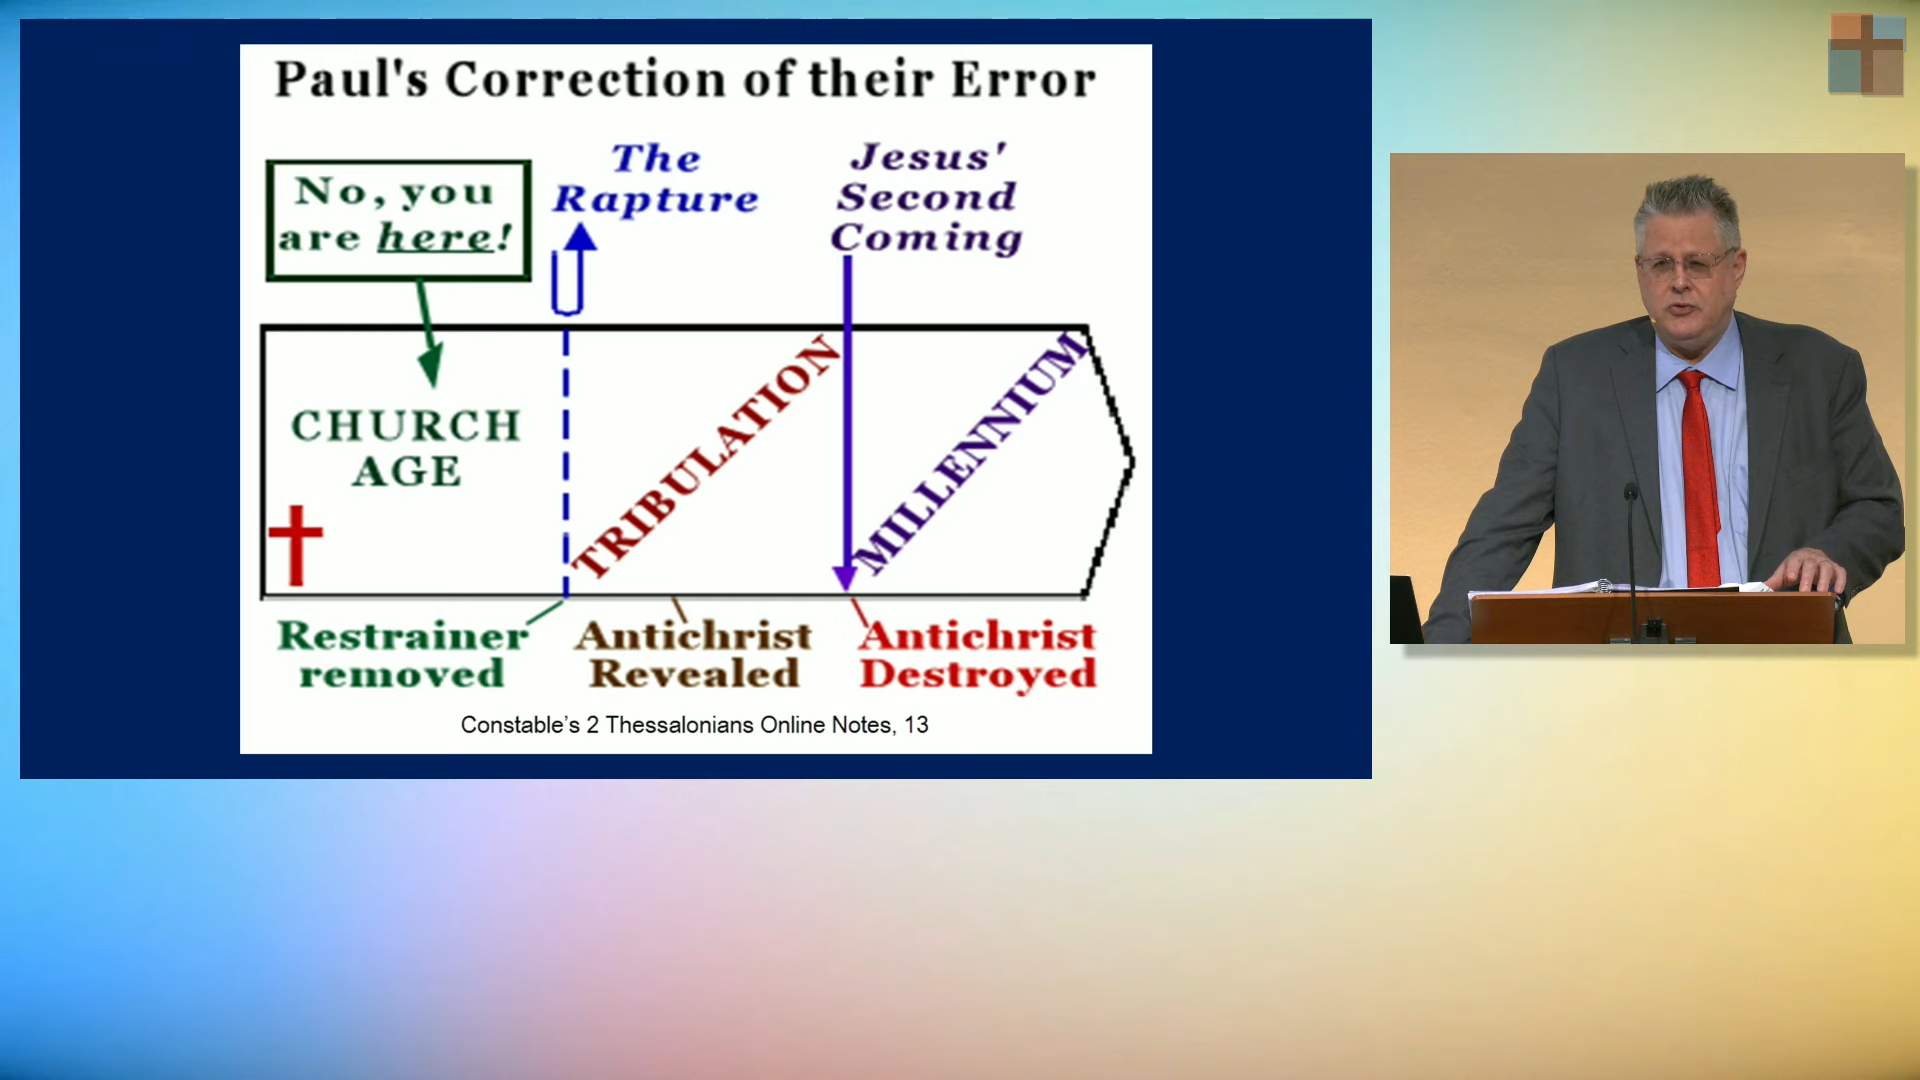 Paul's Correction of their Error
No, you
are here!
The
Rapture
Jesus'
Second
Coming
CHURCH
AGE
TRIBULATION
MILLENNIUM
Restrainer
removed
Antichrist
Revealed
Antichrist
Destroyed
Constable's 2 Thessalonians Online Notes, 13